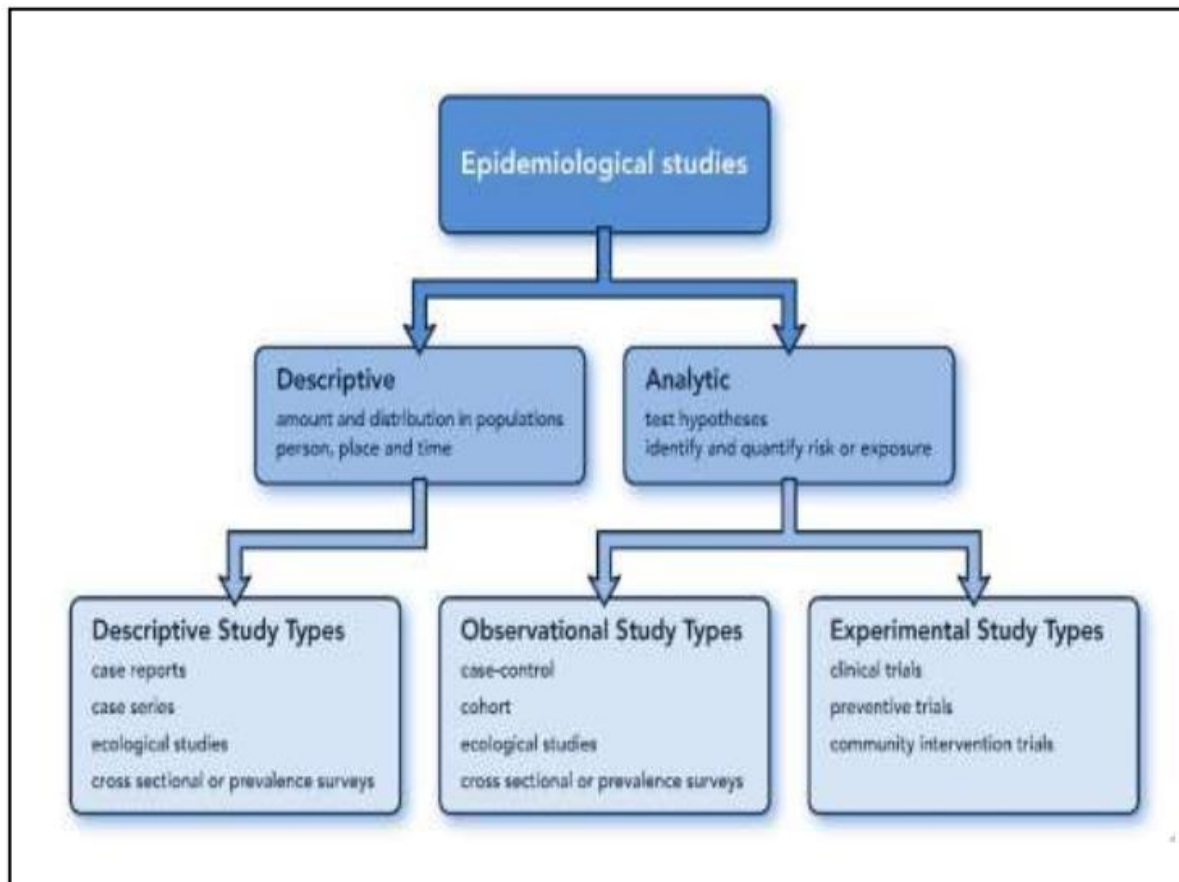 Epidemiological studies
Descriptive
amount and distribution in populations
person, place and time
Analytic
test hypotheses
identify and quantify risk or exposure
Descriptive Study Types
case reports
case series
ecological studies
cross sectional or prevalence surveys
Observational Study Types
case-control
cohort
ecological studies
cross sectional or prevalence surveys
Experimental Study Types
clinical trials
preventive trials
community intervention trials